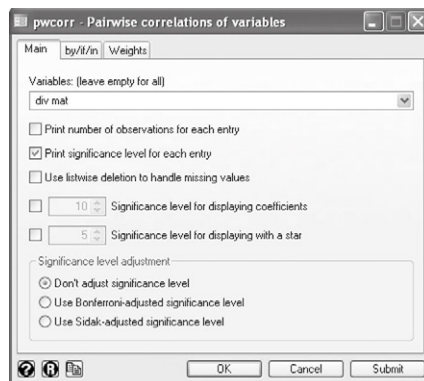 pwcorr - Pairwise correlations of variables
Main by/if/in Weights
Variables: (leave empty for all)
div mat
Print number of observations for each entry
Print significance level for each entry
Use listwise deletion to handle missing values
10 Significance level for displaying coefficients
5 Significance level for displaying with a star
Significance level adjustment
Don't adjust significance level
Use Bonferroni-adjusted significance level
Use Sidak-adjusted significance level
? R OK Cancel Submit